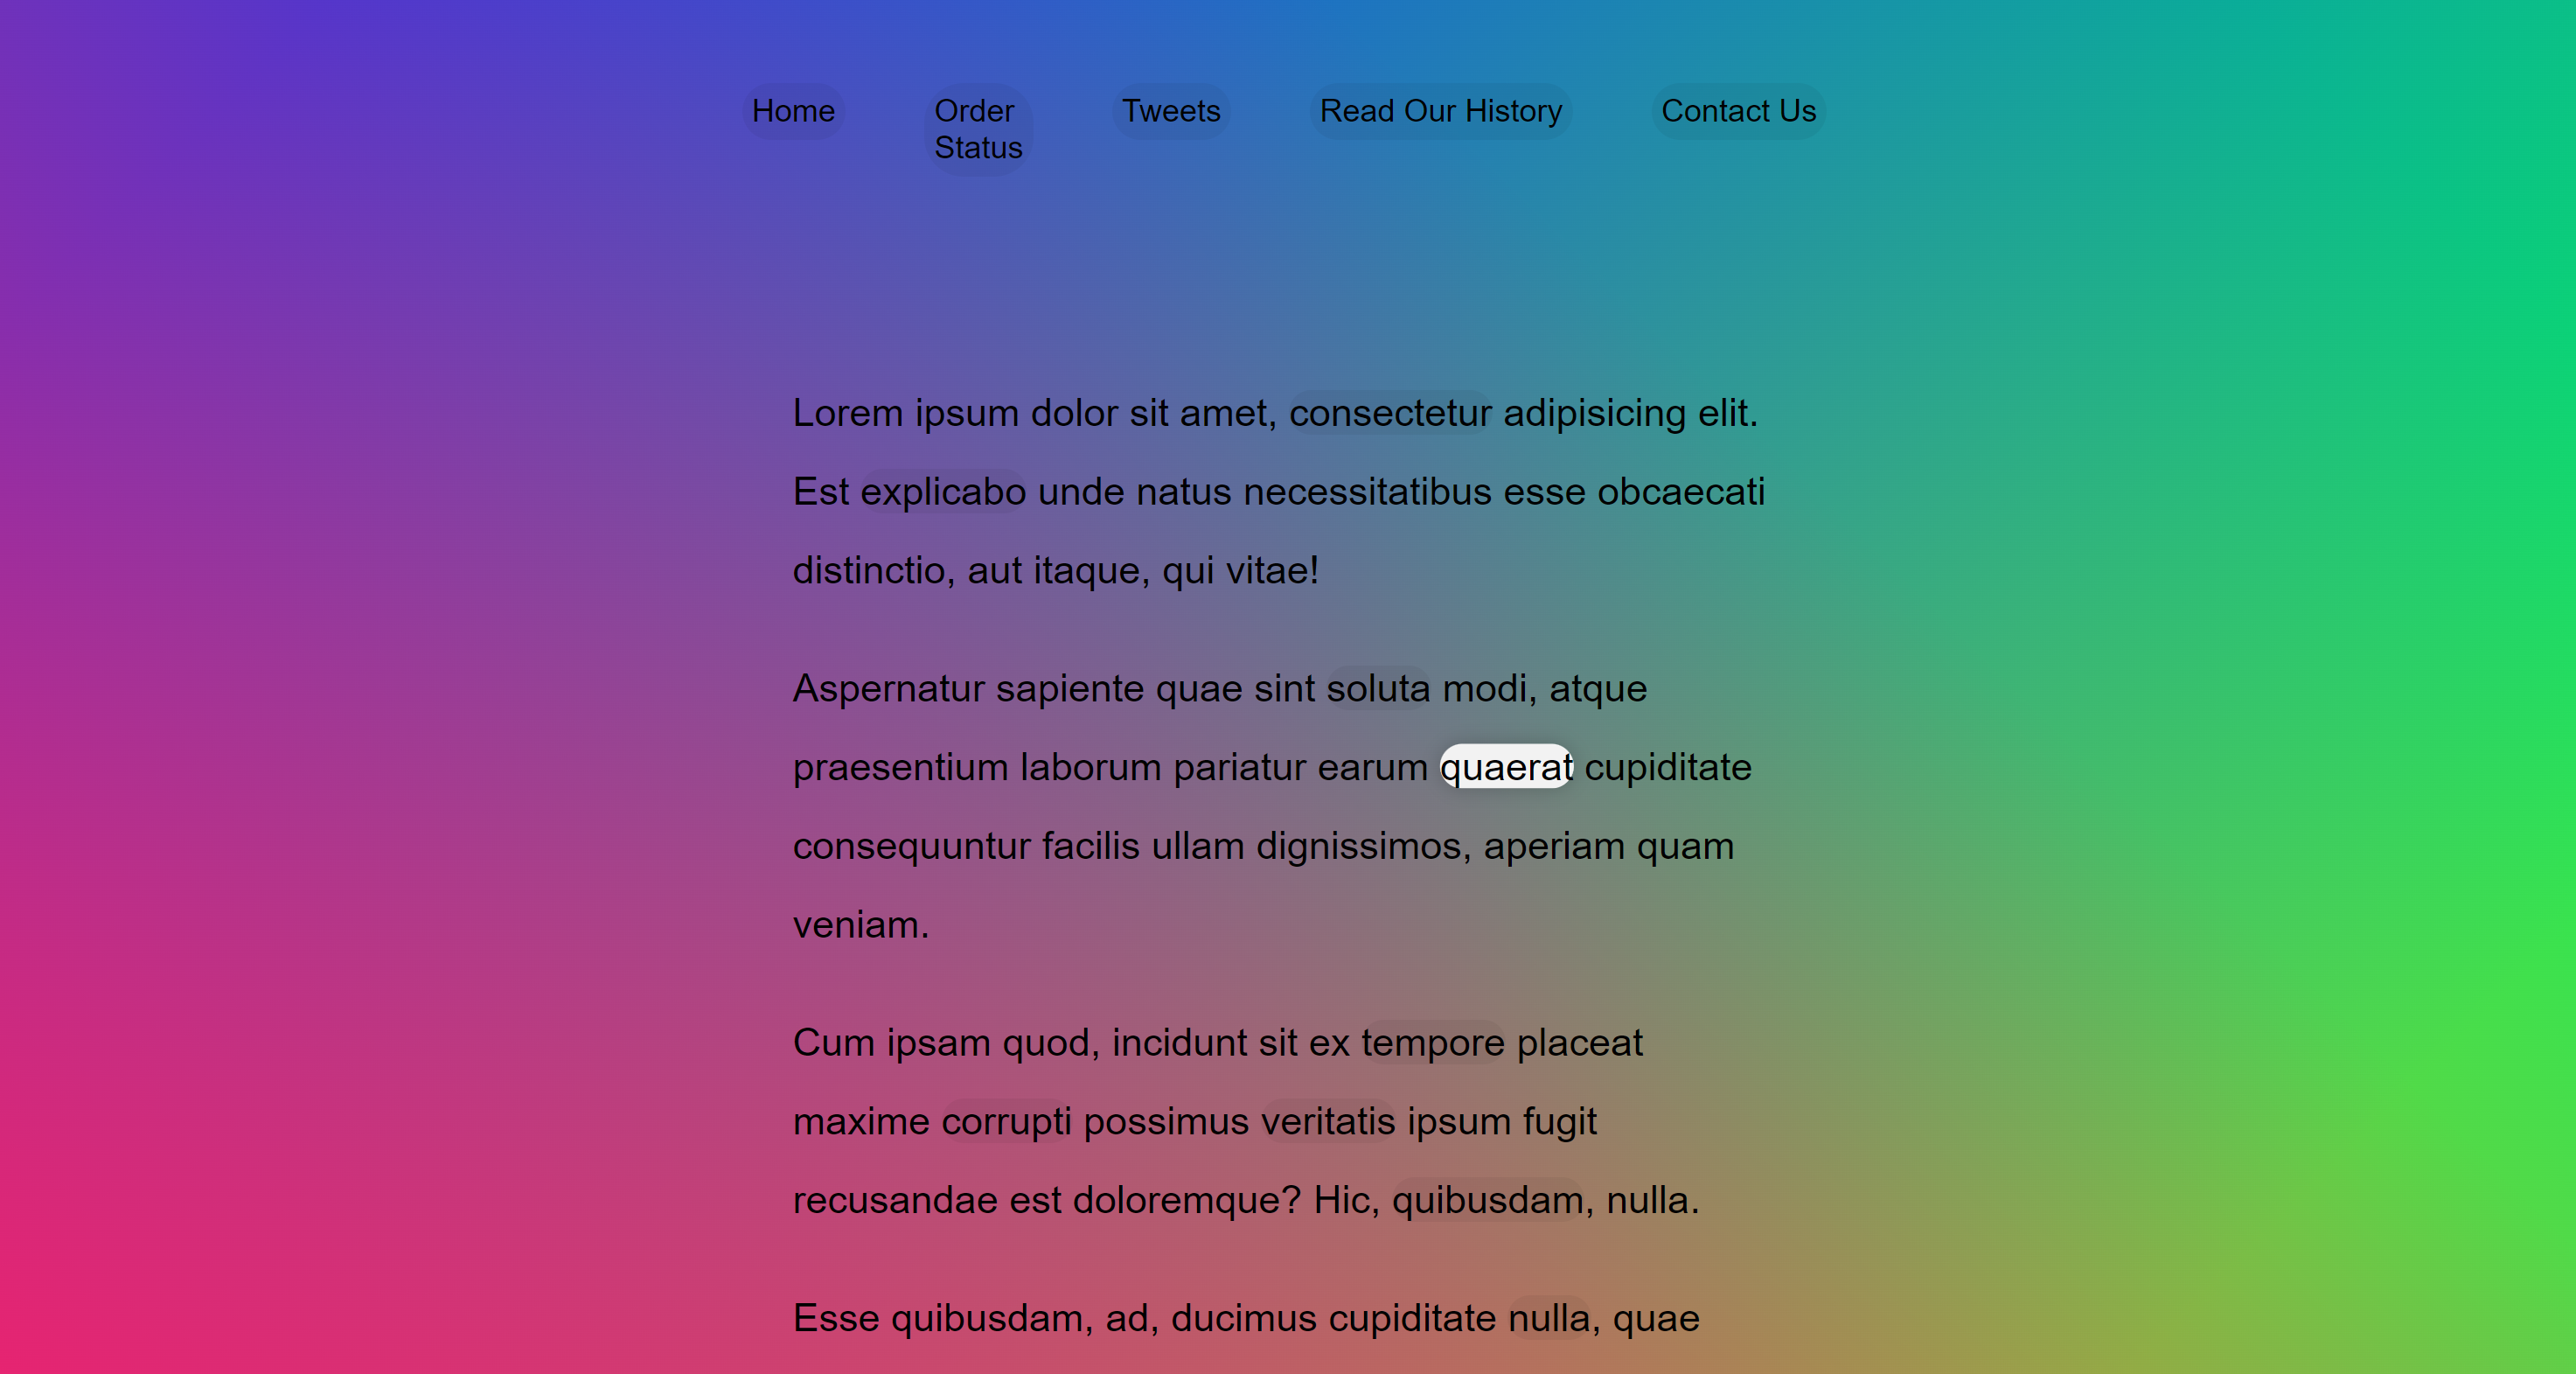 Home
Order
Status
Tweets
Read Our History
Contact Us
Lorem ipsum dolor sit amet, consectetur adipisicing elit.
Est explicabo unde natus necessitatibus esse obcaecati
distinctio, aut itaque, qui vitae!
Aspernatur sapiente quae sint soluta modi, atque
praesentium laborum pariatur earum quaerat cupiditate
consequuntur facilis ullam dignissimos, aperiam quam
veniam.
Cum ipsam quod, incidunt sit ex tempore placeat
maxime corrupti possimus veritatis ipsum fugit
recusandae est doloremque? Hic, quibusdam, nulla.
Esse quibusdam, ad, ducimus cupiditate nulla, quae